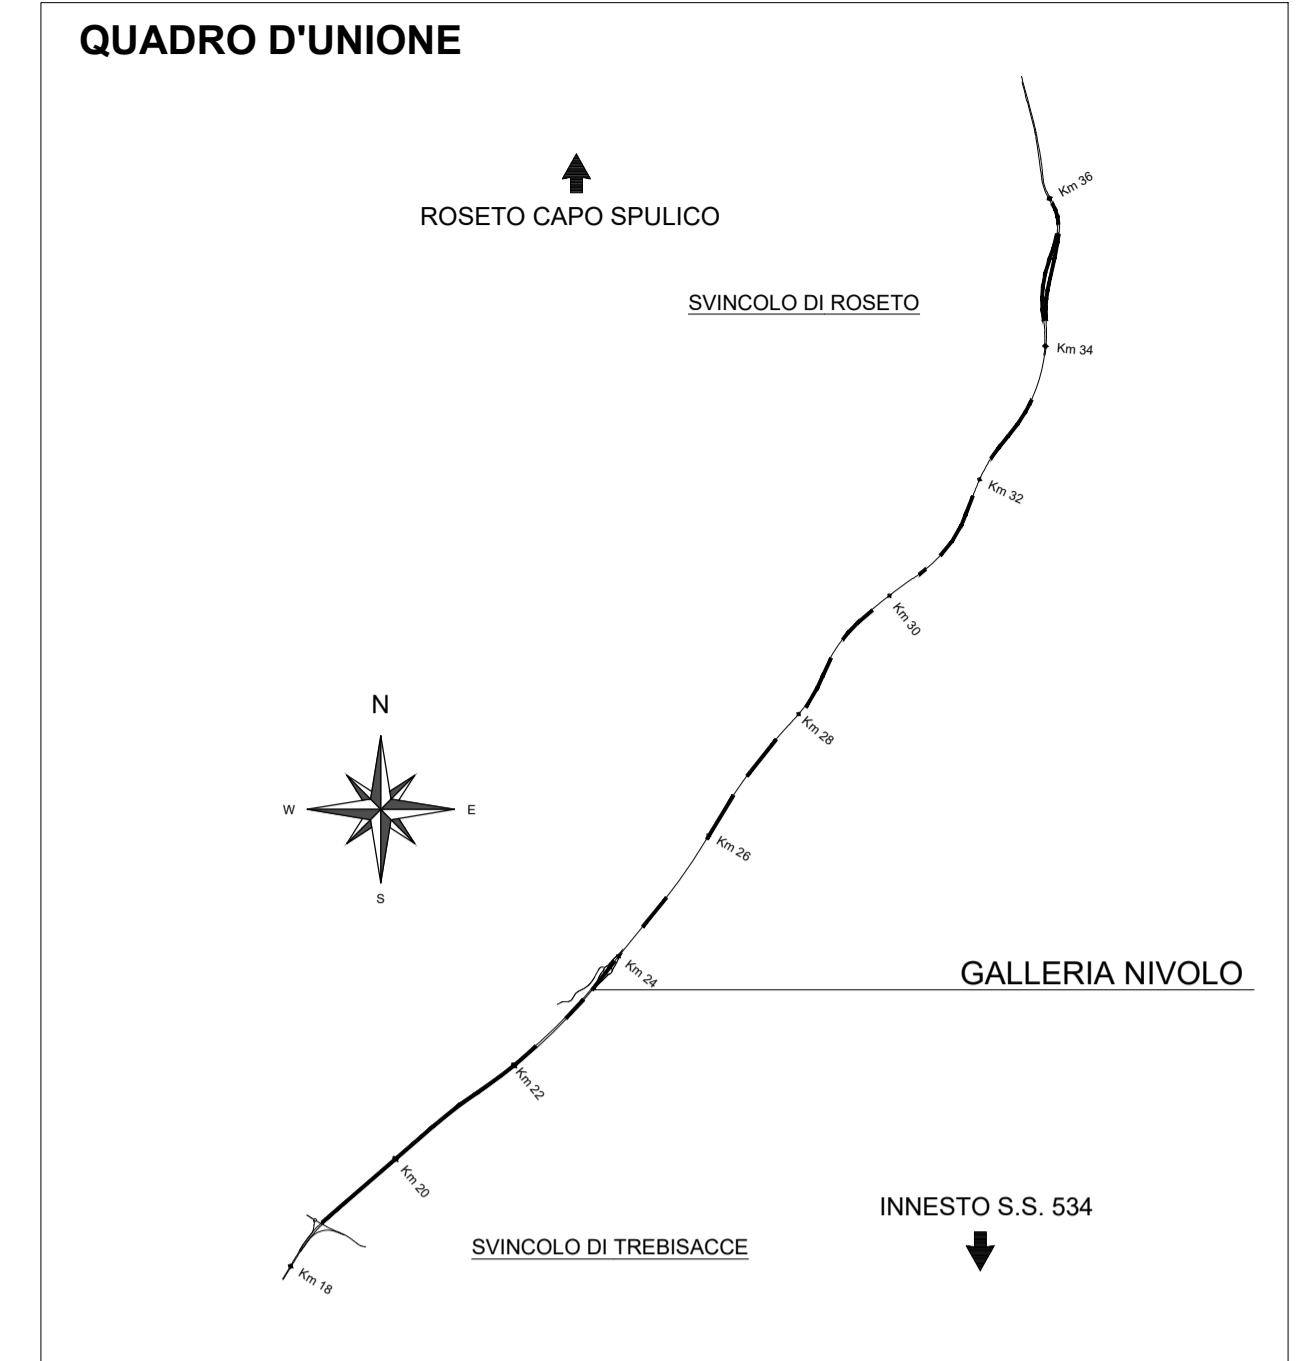 QUADRO D'UNIONE
Km 36
ROSETO CAPO SPULICO
SVINCOLO DI ROSETO
Km 34
Km 32
Km 30
N
Km 28
W
E
Km 26
S
GALLERIA NIVOLO
Km 24
Km 22
Km 20
INNESTO S.S. 534
SVINCOLO DI TREBISACCE
Km 18